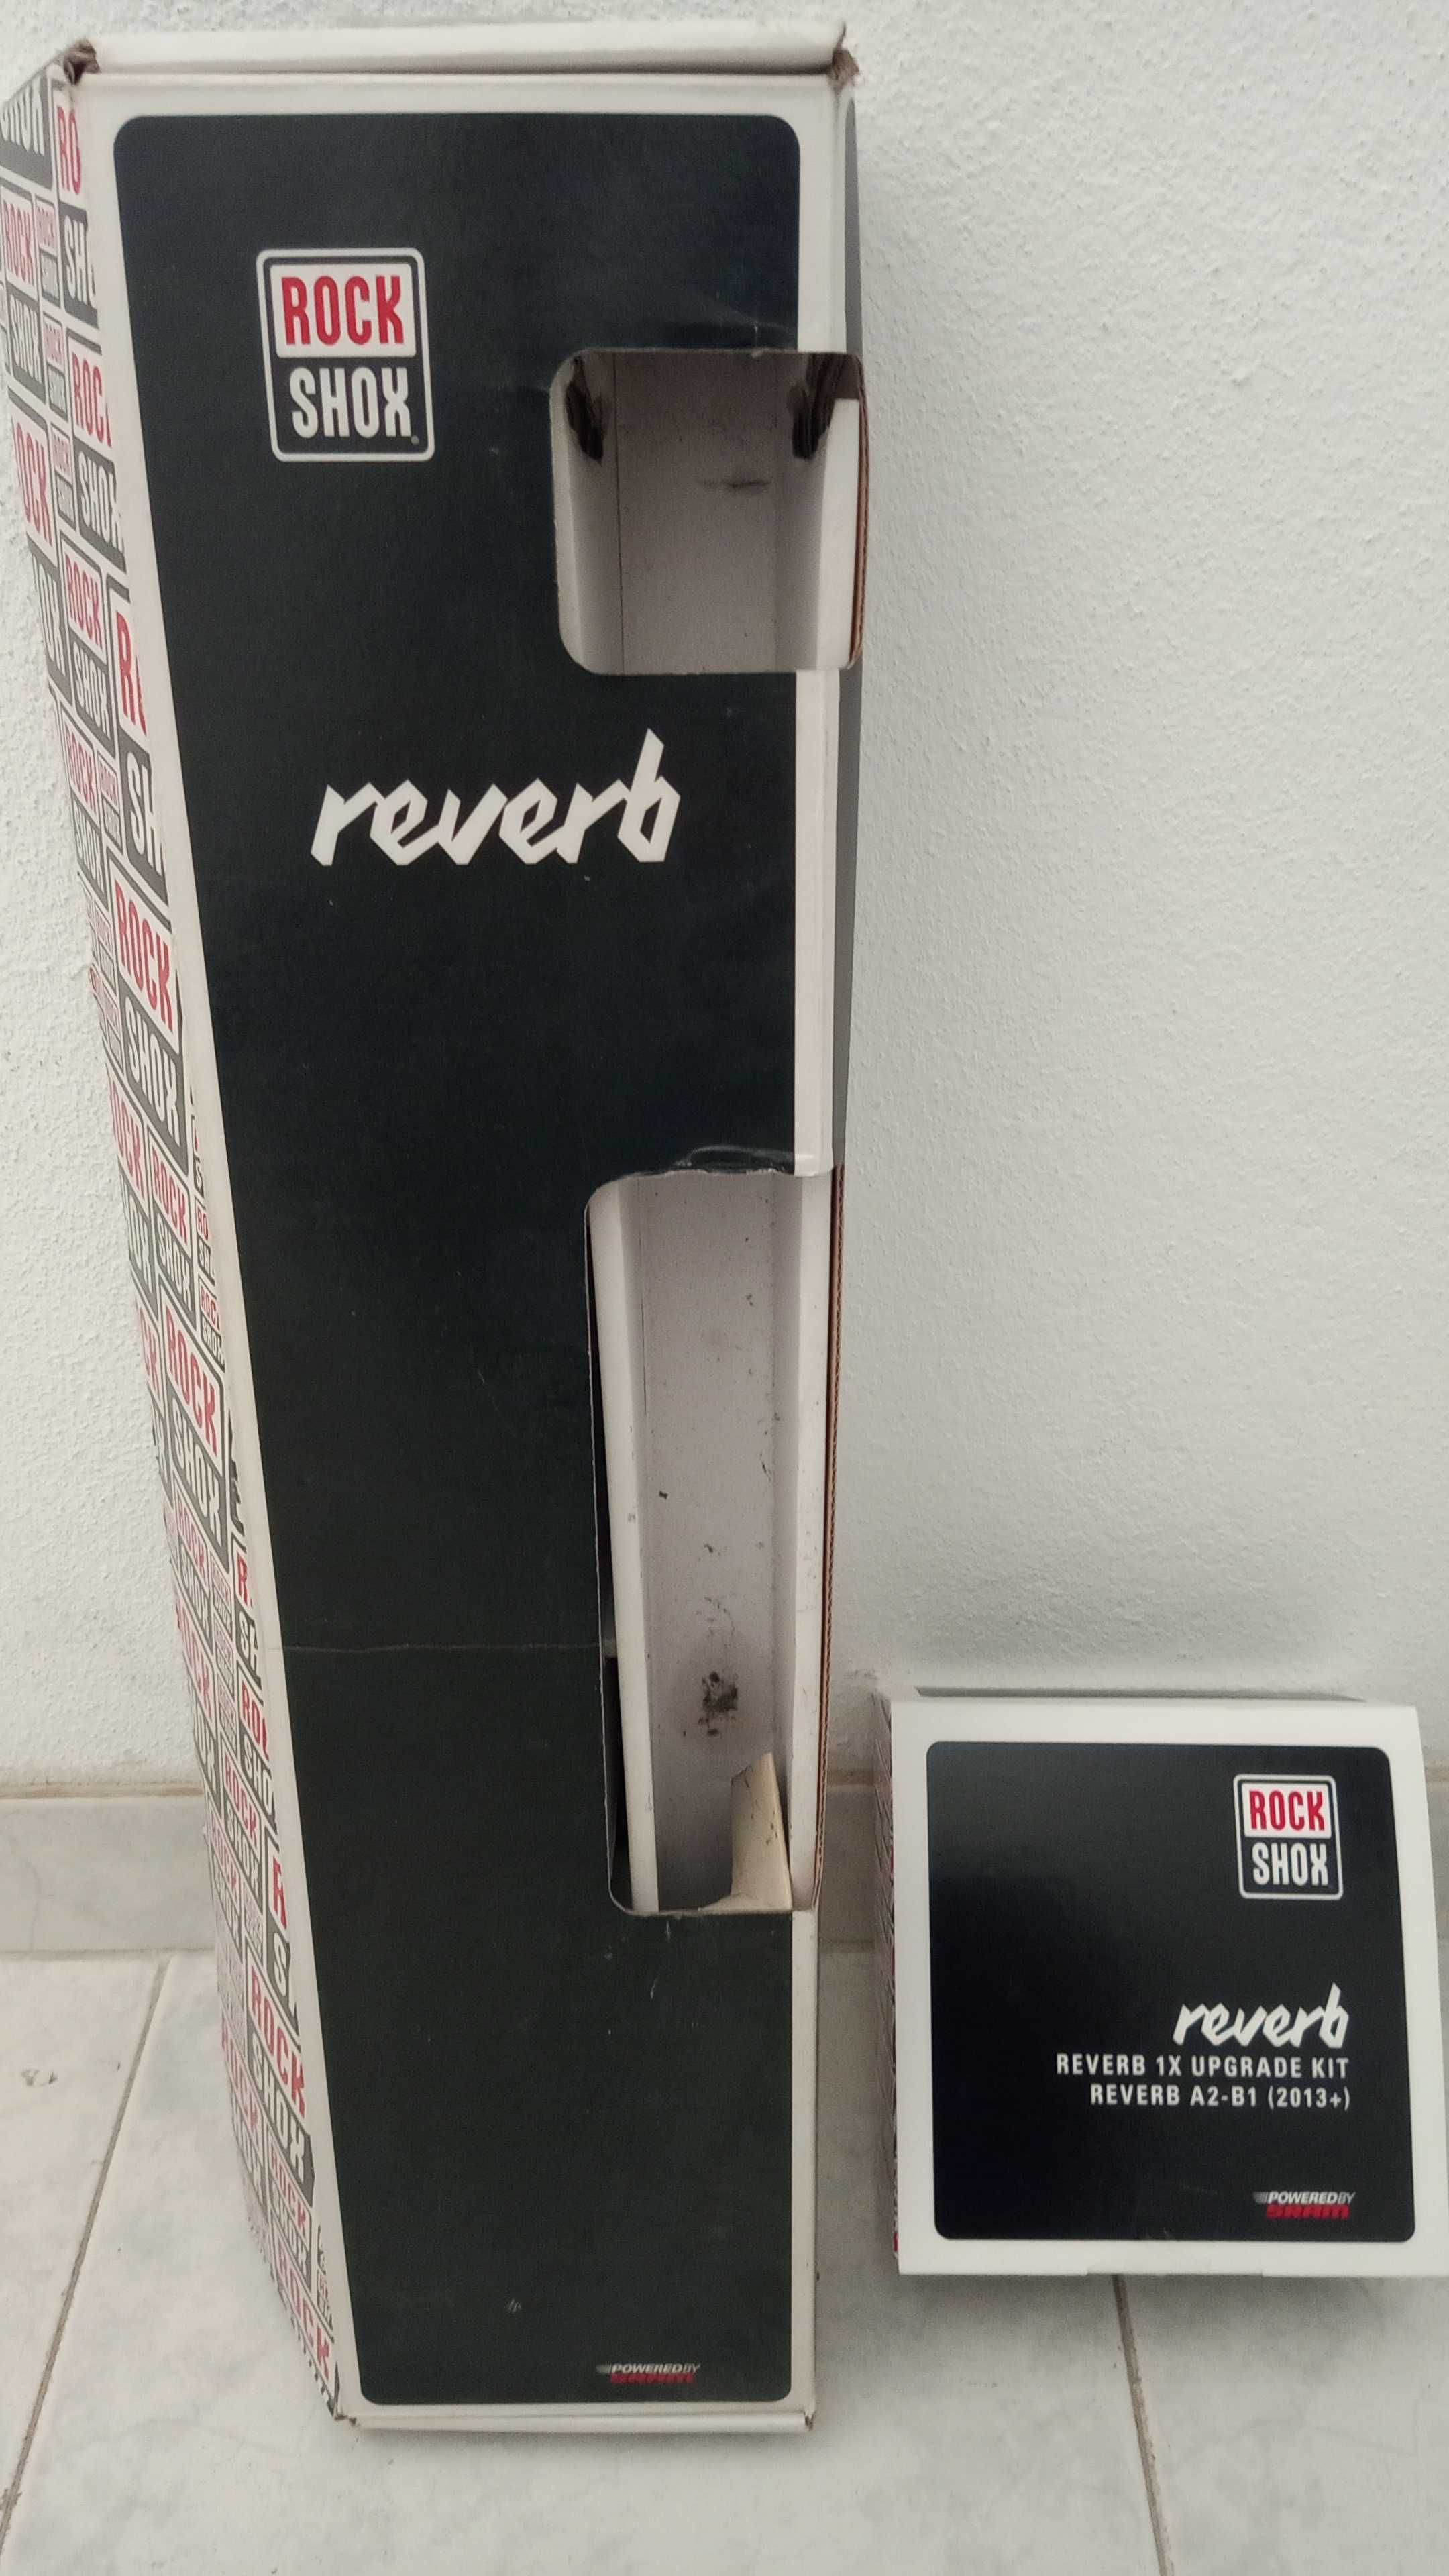 ROCK
SHOX
reverb
POWERED BY
SRAM
ROCK
SHOX
reverb
REVERB 1X UPGRADE KIT
REVERB A2-B1 (2013+)
POWERED BY
SRAM